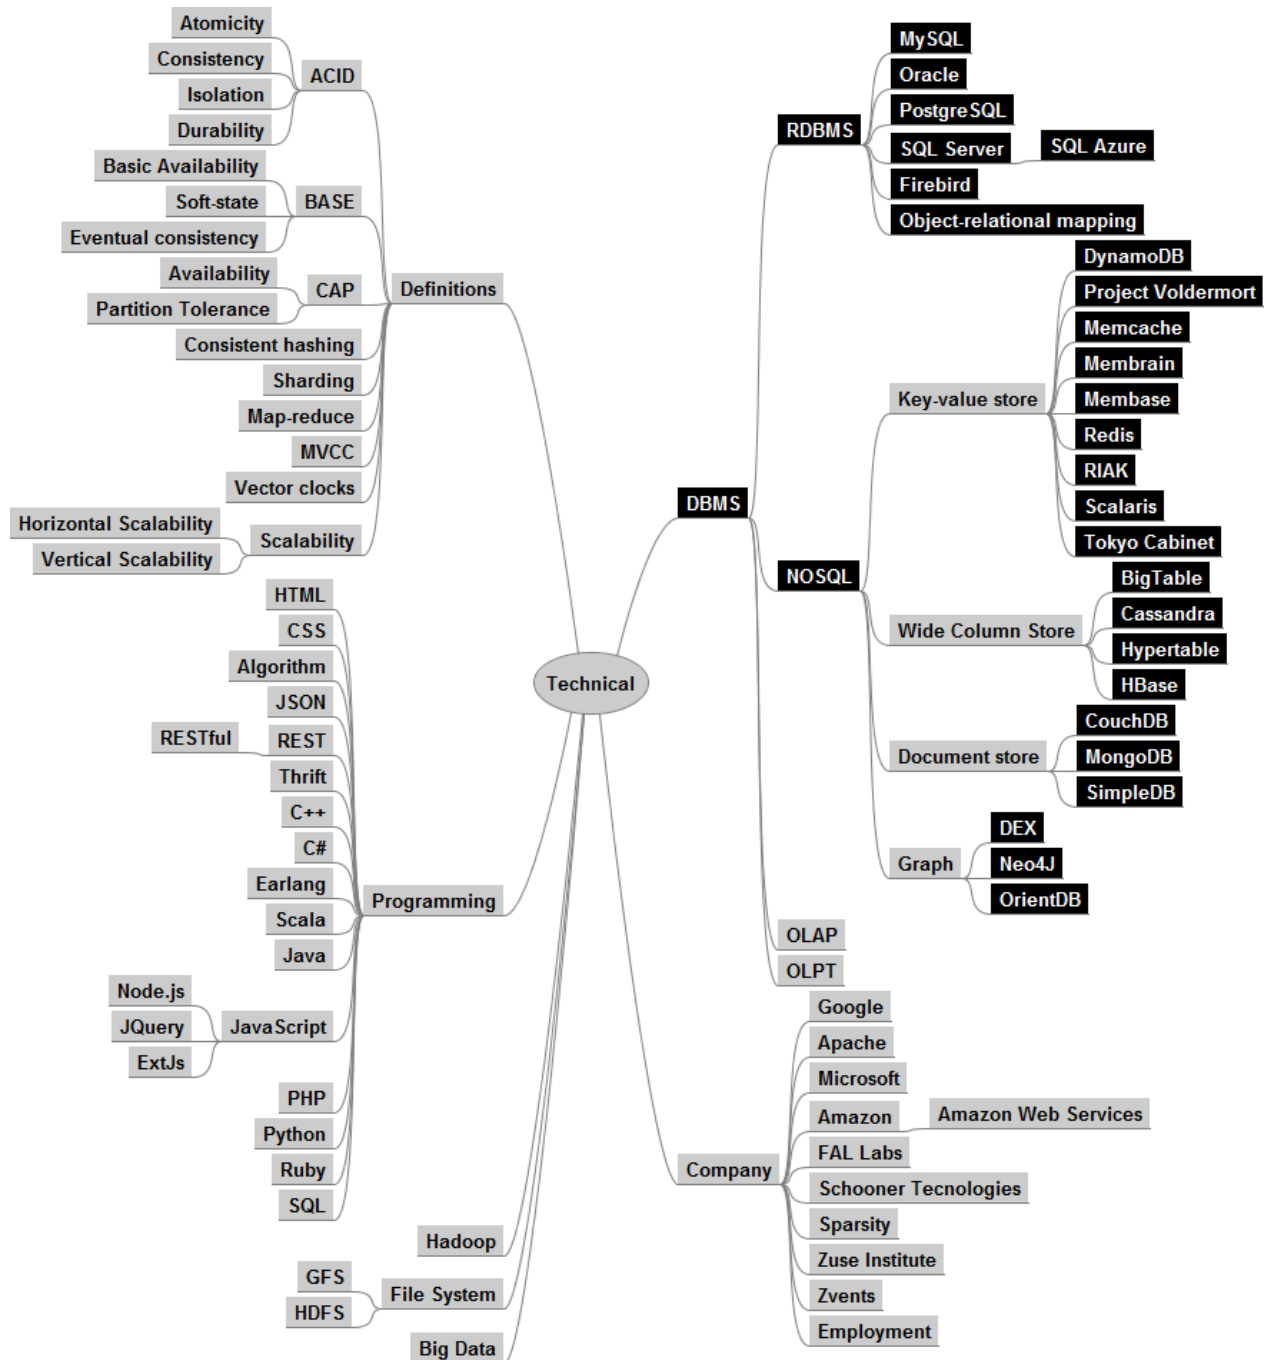 Technical
Definitions
ACID
Atomicity
Consistency
Isolation
Durability
BASE
Basic Availability
Soft-state
Eventual consistency
CAP
Availability
Partition Tolerance
Consistent hashing
Sharding
Map-reduce
MVCC
Vector clocks
Scalability
Horizontal Scalability
Vertical Scalability
Programming
HTML
CSS
Algorithm
JSON
REST
RESTful
Thrift
C++
C#
Earlang
Scala
Java
JavaScript
Node.js
JQuery
ExtJs
PHP
Python
Ruby
SQL
Hadoop
File System
GFS
HDFS
Big Data
DBMS
RDBMS
MySQL
Oracle
PostgreSQL
SQL Server
SQL Azure
Firebird
Object-relational mapping
NOSQL
Key-value store
DynamoDB
Project Voldermort
Memcache
Membrain
Membase
Redis
RIAK
Scalaris
Tokyo Cabinet
Wide Column Store
BigTable
Cassandra
Hypertable
HBase
Document store
CouchDB
MongoDB
SimpleDB
Graph
DEX
Neo4J
OrientDB
OLAP
OLPT
Company
Google
Apache
Microsoft
Amazon
Amazon Web Services
FAL Labs
Schooner Tecnologies
Sparsity
Zuse Institute
Zvents
Employment